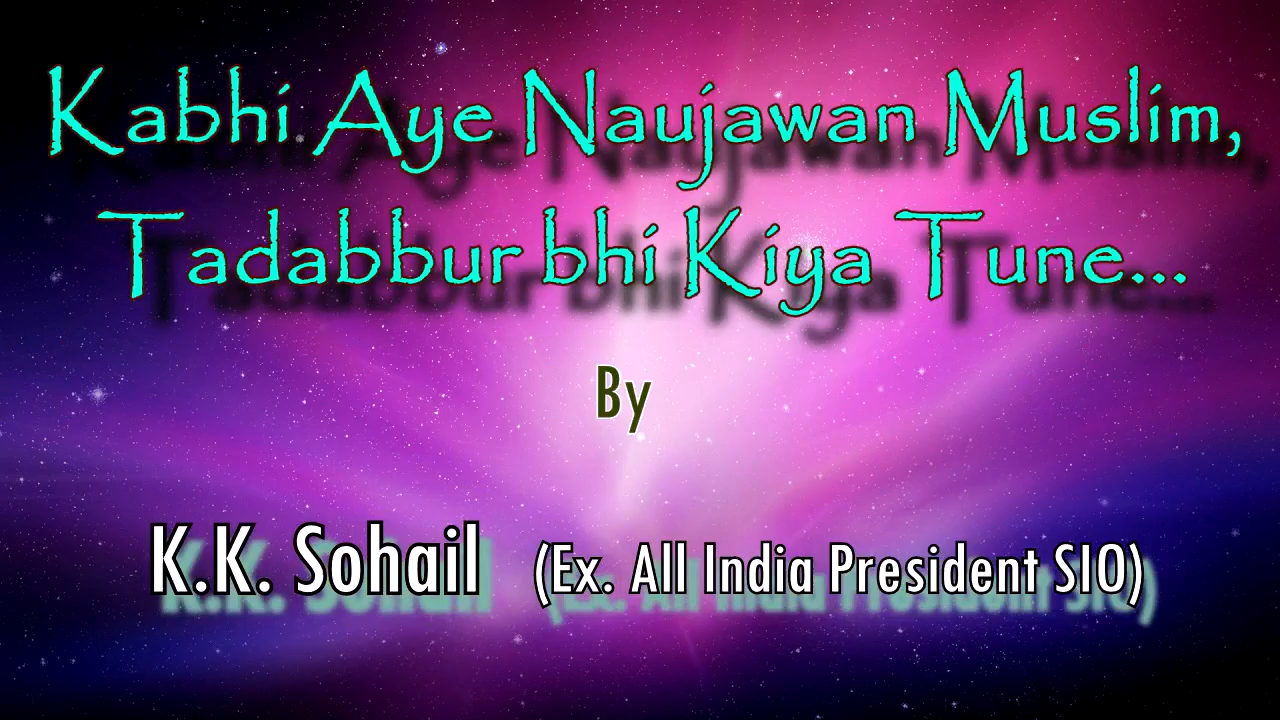 Kabhi Aye Naujawan Muslim,
Tadabbur bhi Kiya Tune...
By
K.K. Sohail (Ex. All India President SIO)